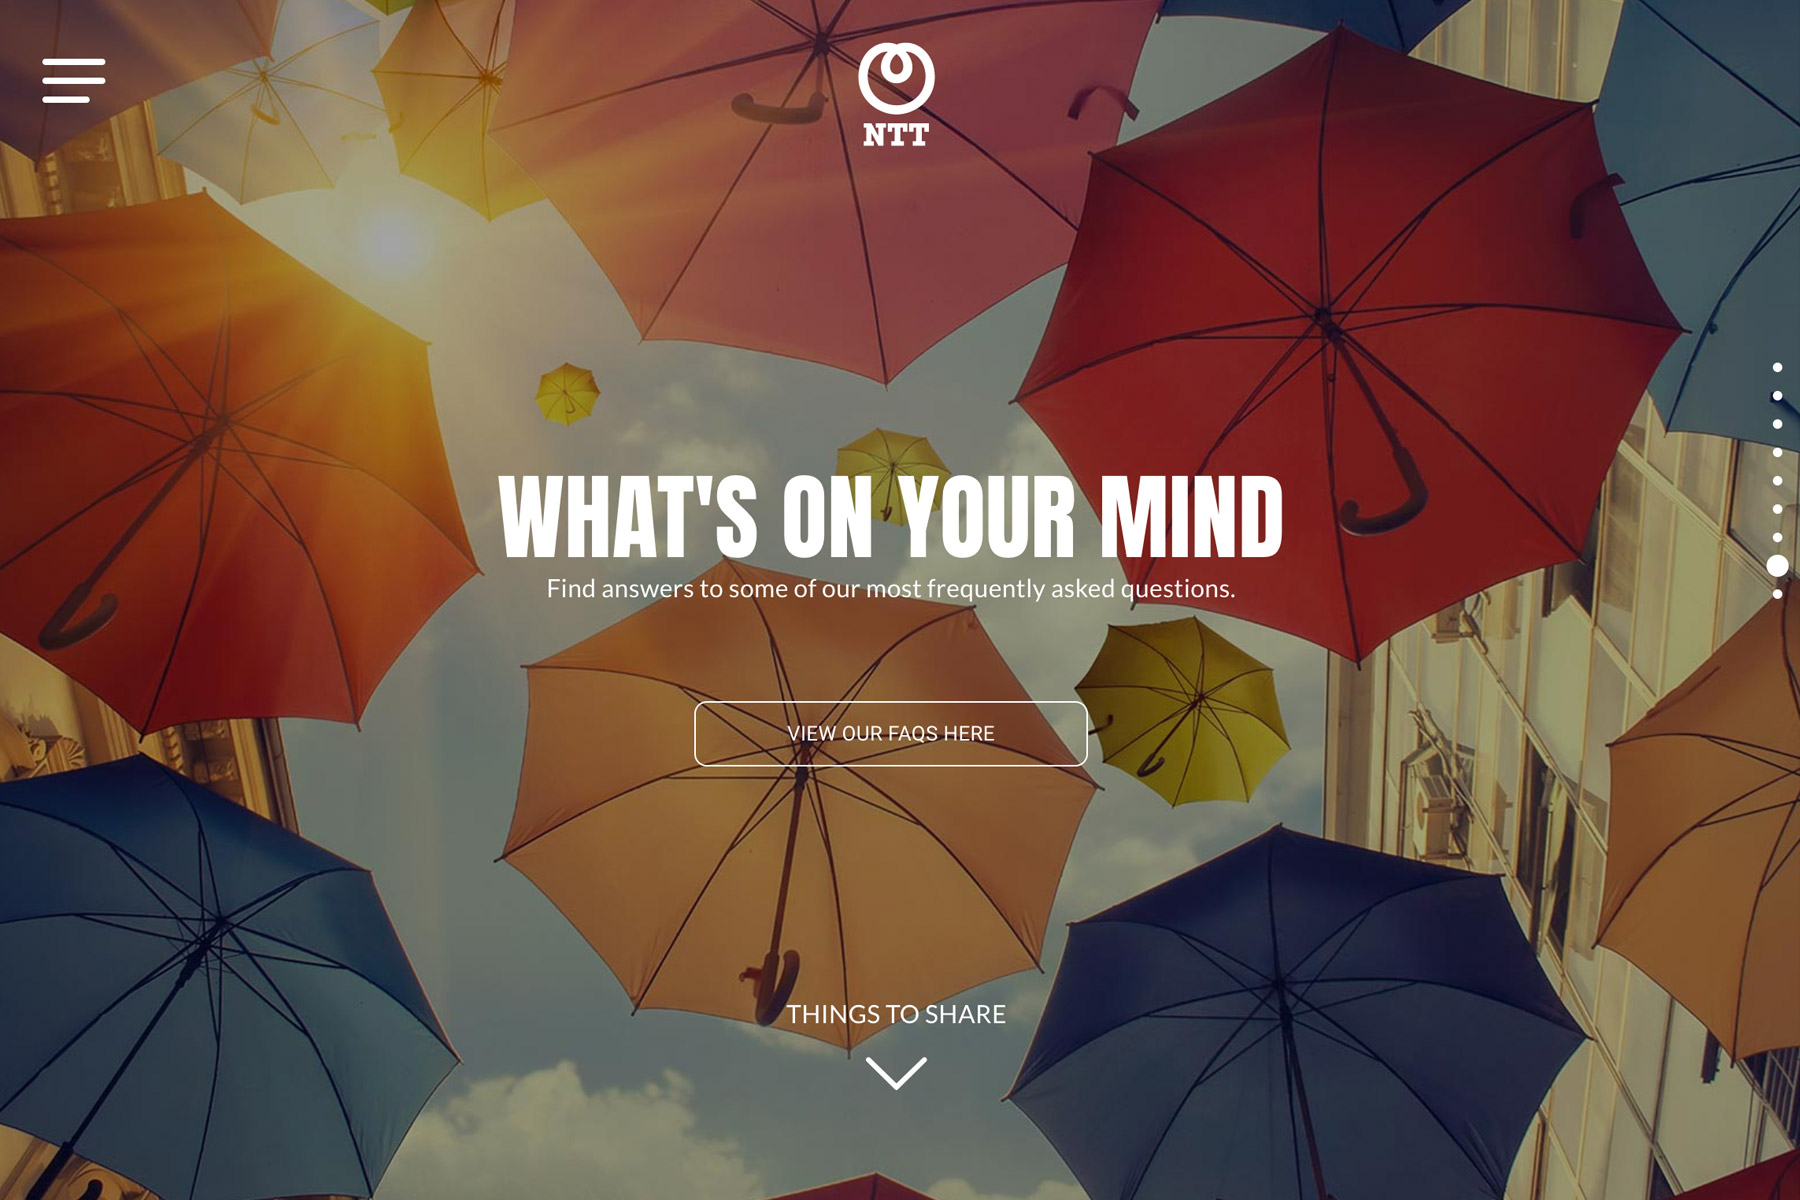 NTT
WHAT'S ON YOUR MIND
Find answers to some of our most frequently asked questions.
VIEW OUR FAQS HERE
THINGS TO SHARE